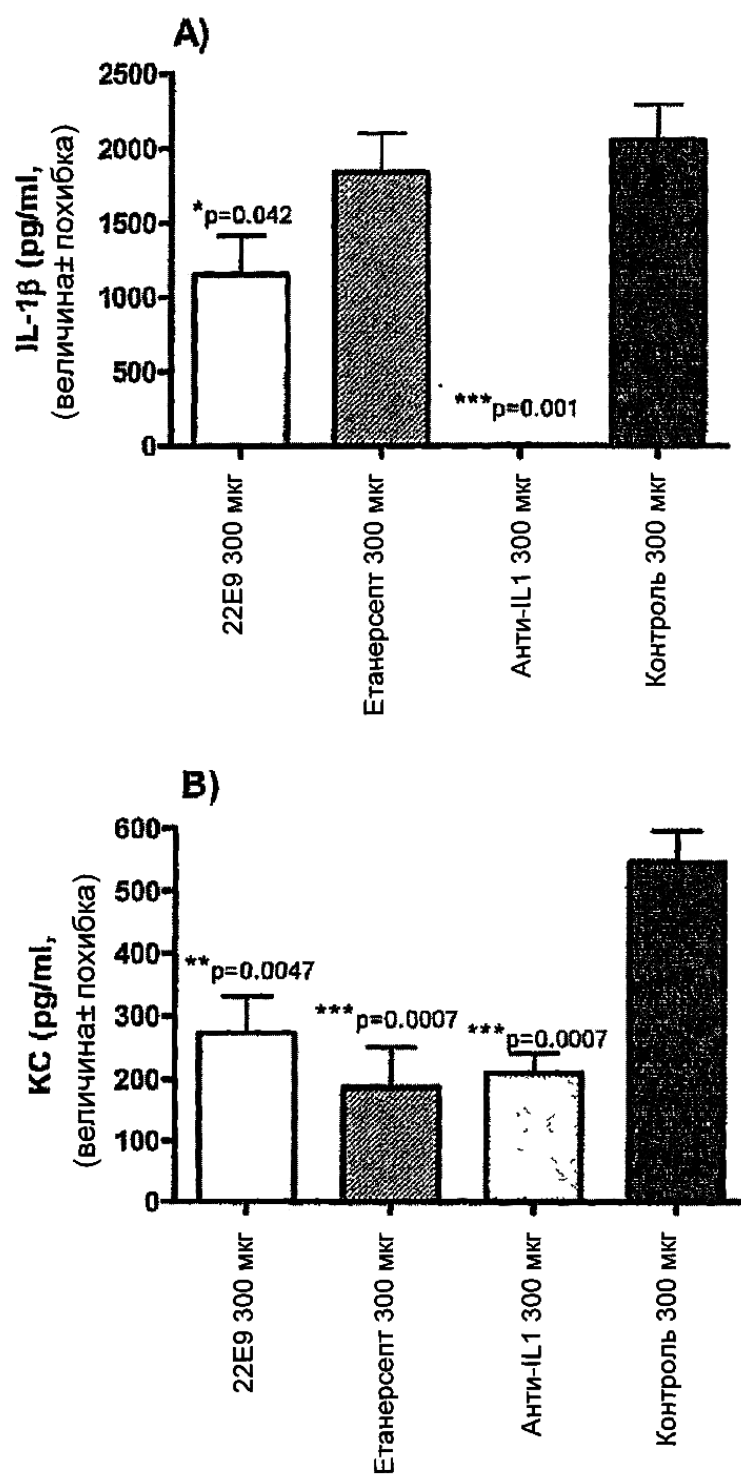 A)
IL-1β (pg/ml,
(величина± похибка)
2500
2000
1500
1000
500
0
*p=0.042
***p=0.001
22E9 300 мкг
Етанерсепт 300 мкг
Анти-IL1 300 мкг
Контроль 300 мкг
B)
KC (pg/ml,
(величина± похибка)
600
500
400
300
200
100
0
**p=0.0047
***p=0.0007
***p=0.0007
22E9 300 мкг
Етанерсепт 300 мкг
Анти-IL1 300 мкг
Контроль 300 мкг